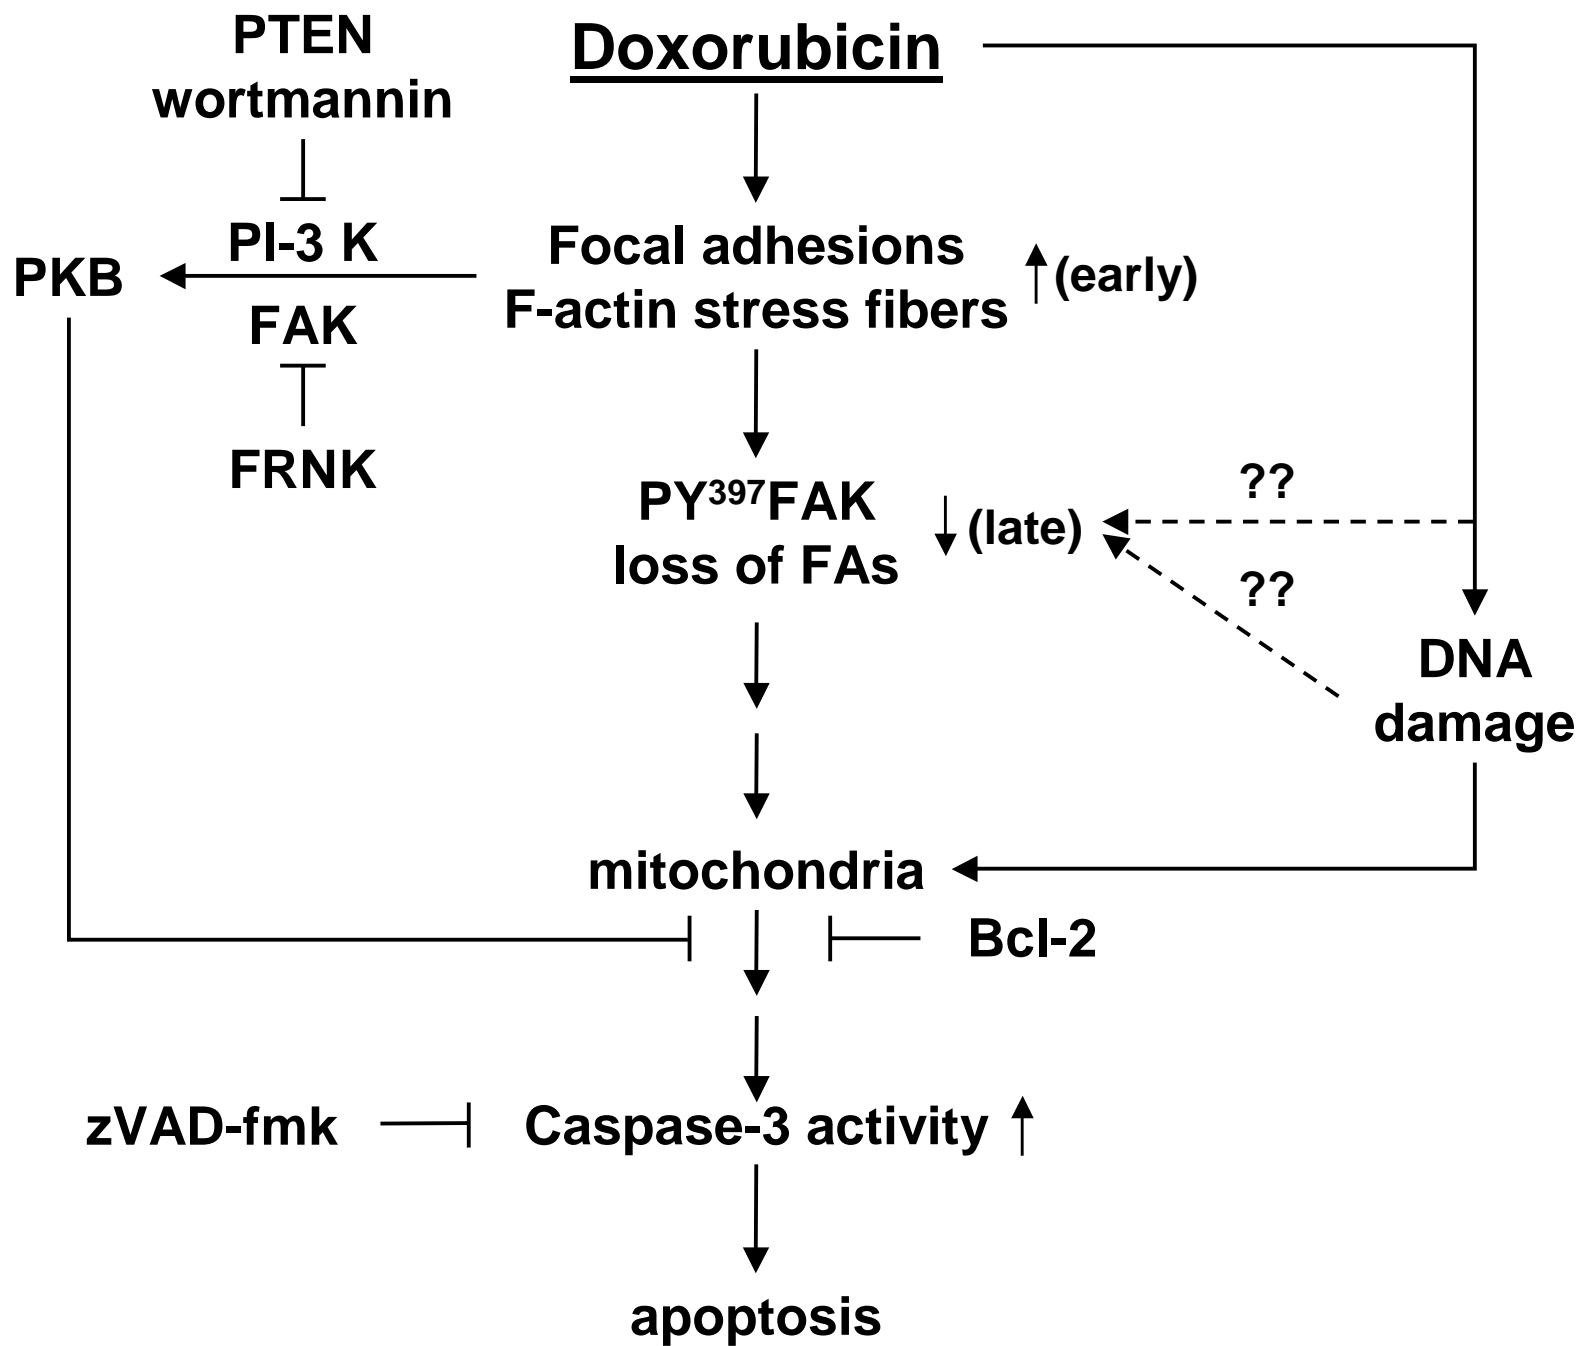 PTEN
wortmannin
Doxorubicin
PI-3 K
PKB
FAK
FRNK
Focal adhesions
F-actin stress fibers
(early)
PY³⁹⁷FAK
loss of FAs
(late)
??
??
DNA
damage
mitochondria
Bcl-2
zVAD-fmk
Caspase-3 activity
apoptosis